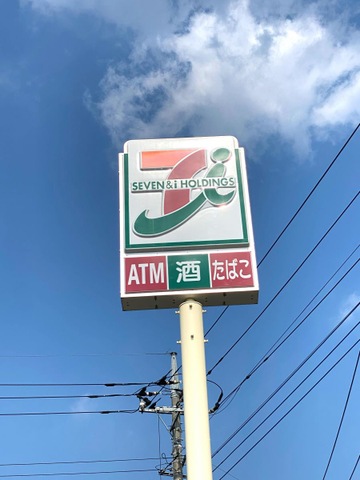 SEVEN&i HOLDINGS
ATM 酒 たばこ